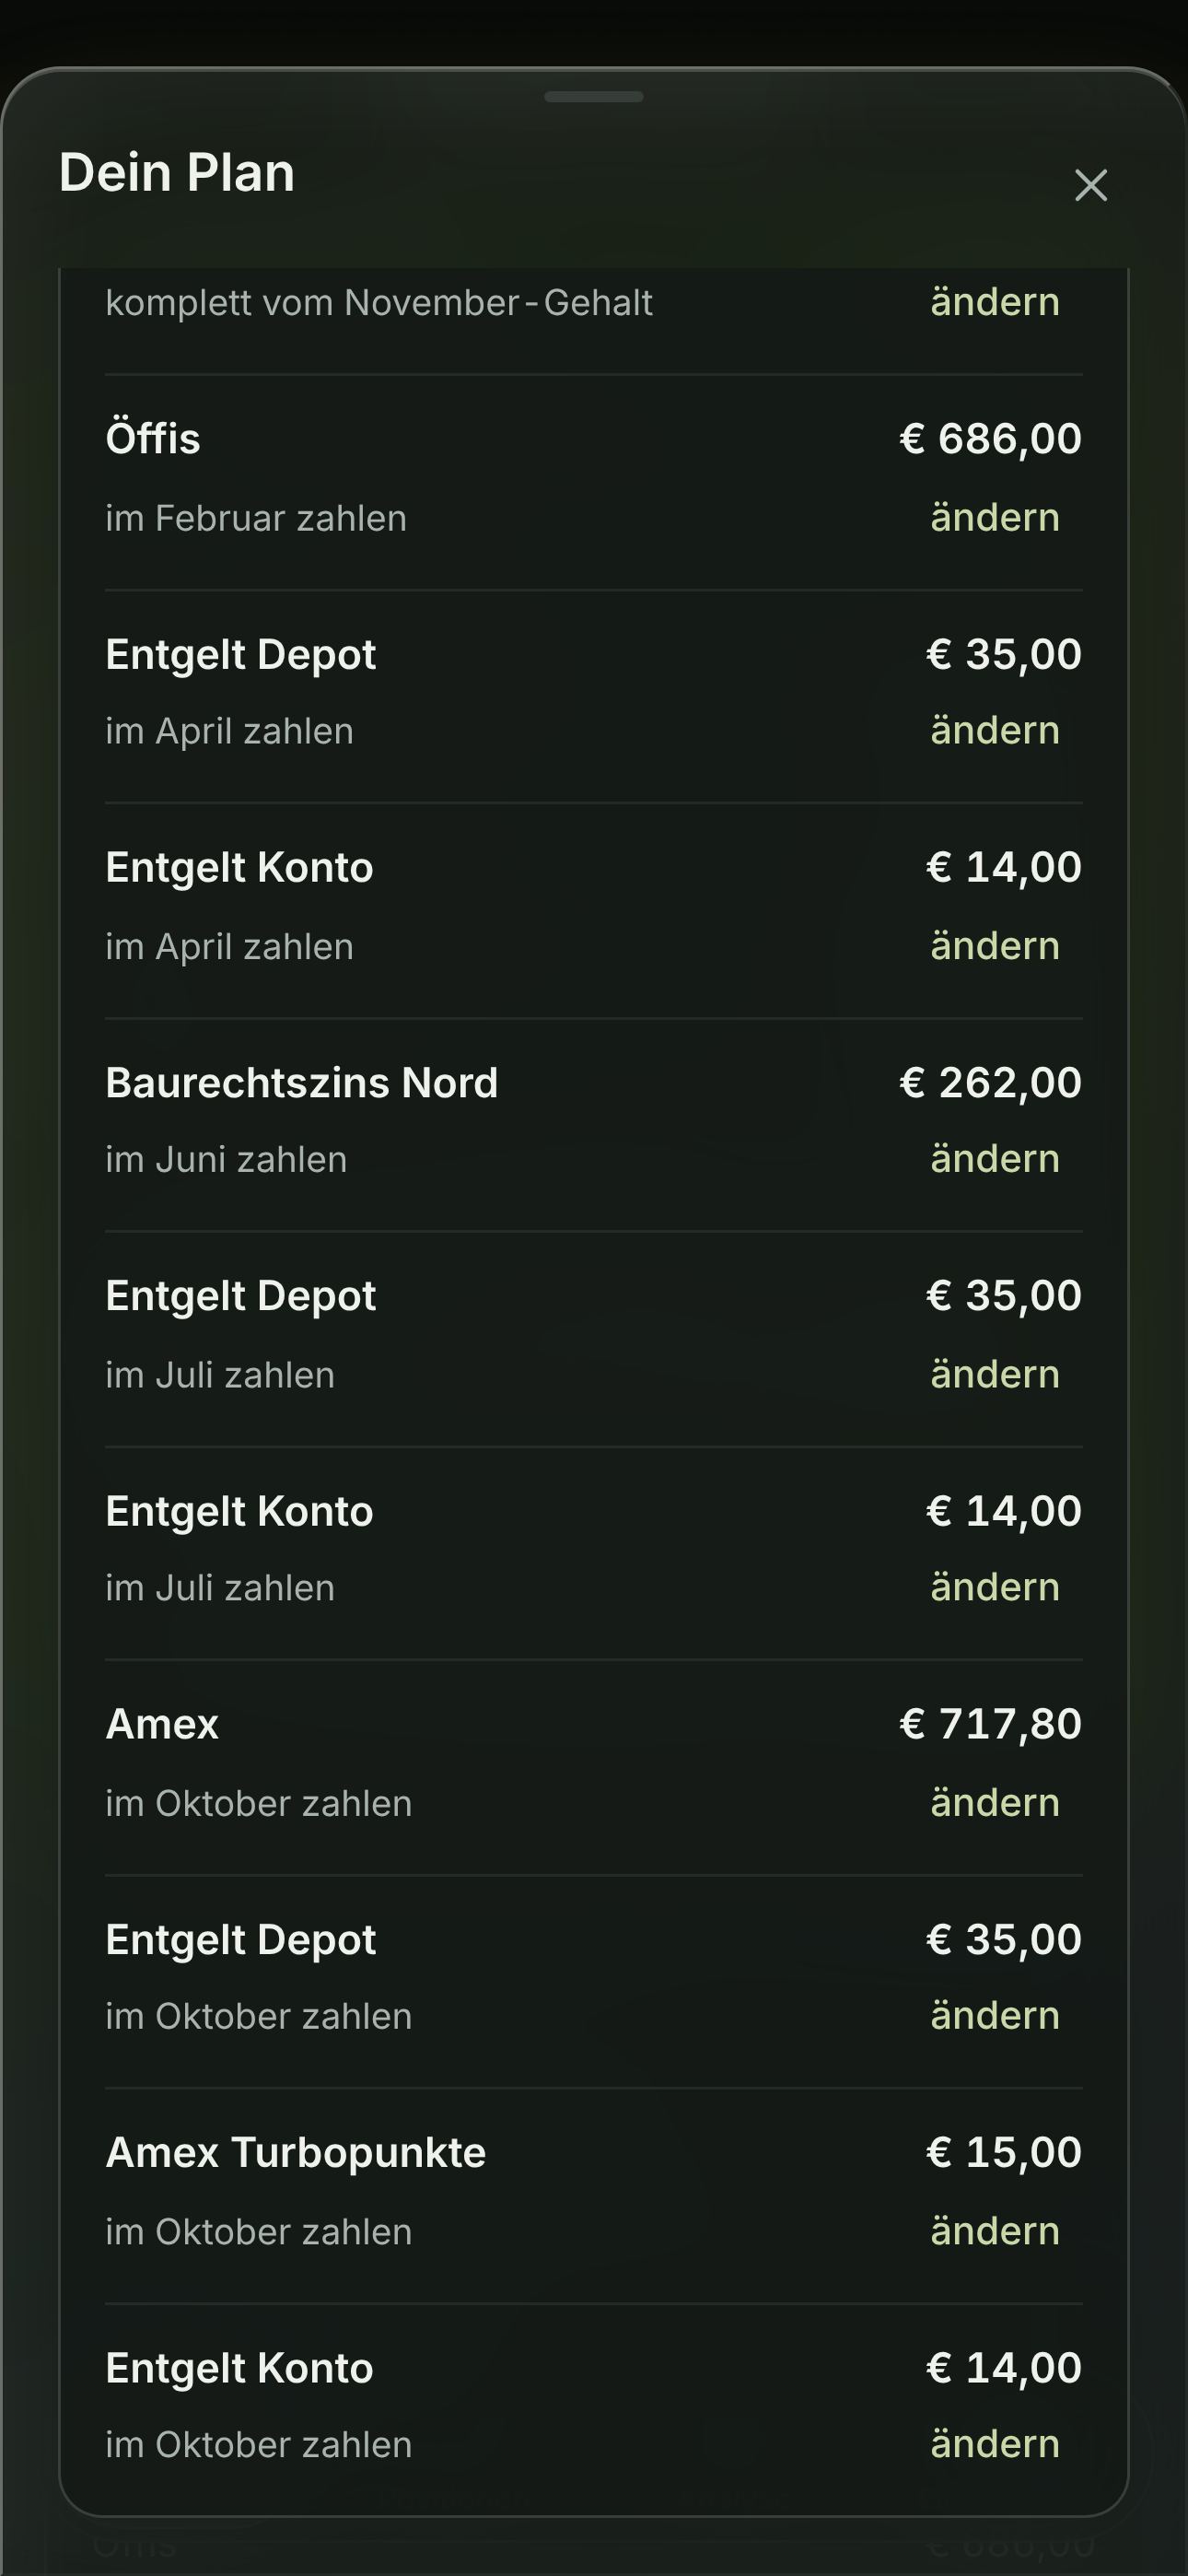 Dein Plan
komplett vom November-Gehalt ändern
Öffis € 686,00
im Februar zahlen ändern
Entgelt Depot € 35,00
im April zahlen ändern
Entgelt Konto € 14,00
im April zahlen ändern
Baurechtszins Nord € 262,00
im Juni zahlen ändern
Entgelt Depot € 35,00
im Juli zahlen ändern
Entgelt Konto € 14,00
im Juli zahlen ändern
Amex € 717,80
im Oktober zahlen ändern
Entgelt Depot € 35,00
im Oktober zahlen ändern
Amex Turbopunkte € 15,00
im Oktober zahlen ändern
Entgelt Konto € 14,00
im Oktober zahlen ändern
Öffis € 686,00